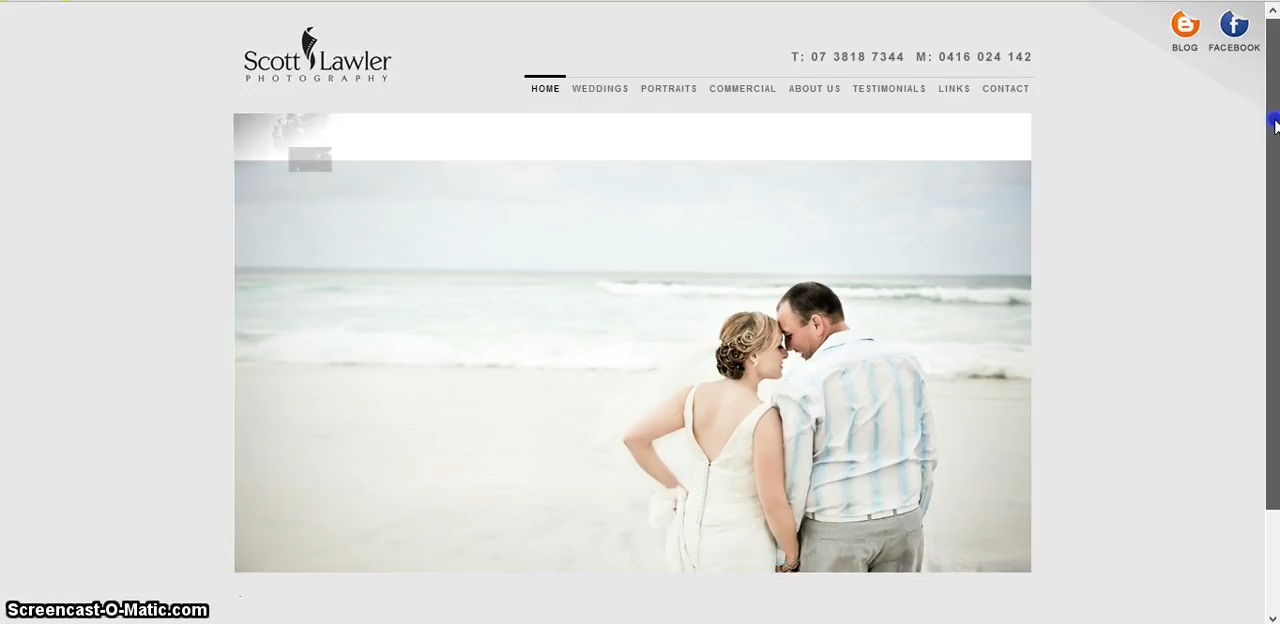 BLOG FACEBOOK
Scott Lawler
PHOTOGRAPHY
T: 07 3818 7344 M: 0416 024 142
HOME WEDDINGS PORTRAITS COMMERCIAL ABOUT US TESTIMONIALS LINKS CONTACT
Screencast-O-Matic.com